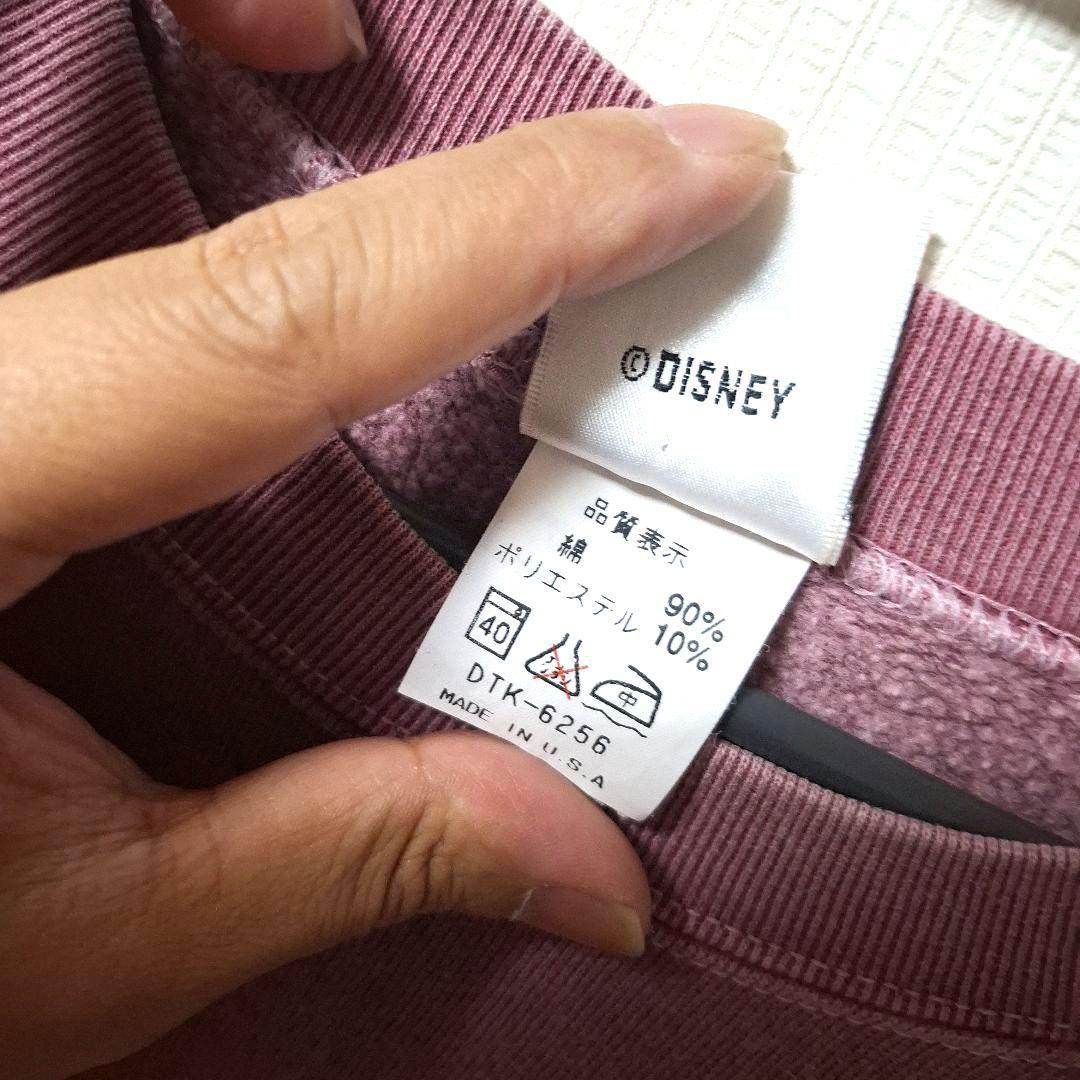 ©DISNEY
品質表示
綿 90%
ポリエステル 10%
40 中
DTK-6256
MADE IN U.S.A